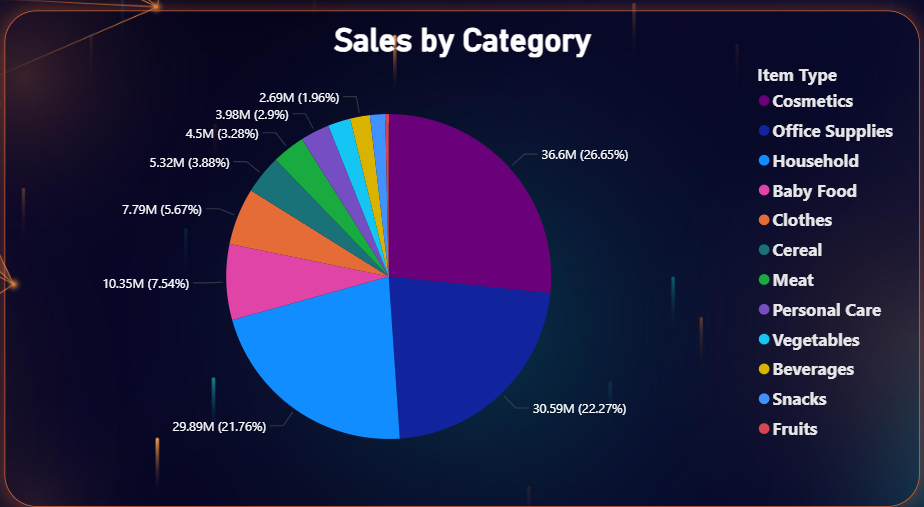 Sales by Category
Item Type
Cosmetics
Office Supplies
Household
Baby Food
Clothes
Cereal
Meat
Personal Care
Vegetables
Beverages
Snacks
Fruits
36.6M (26.65%)
30.59M (22.27%)
29.89M (21.76%)
10.35M (7.54%)
7.79M (5.67%)
5.32M (3.88%)
4.5M (3.28%)
3.98M (2.9%)
2.69M (1.96%)